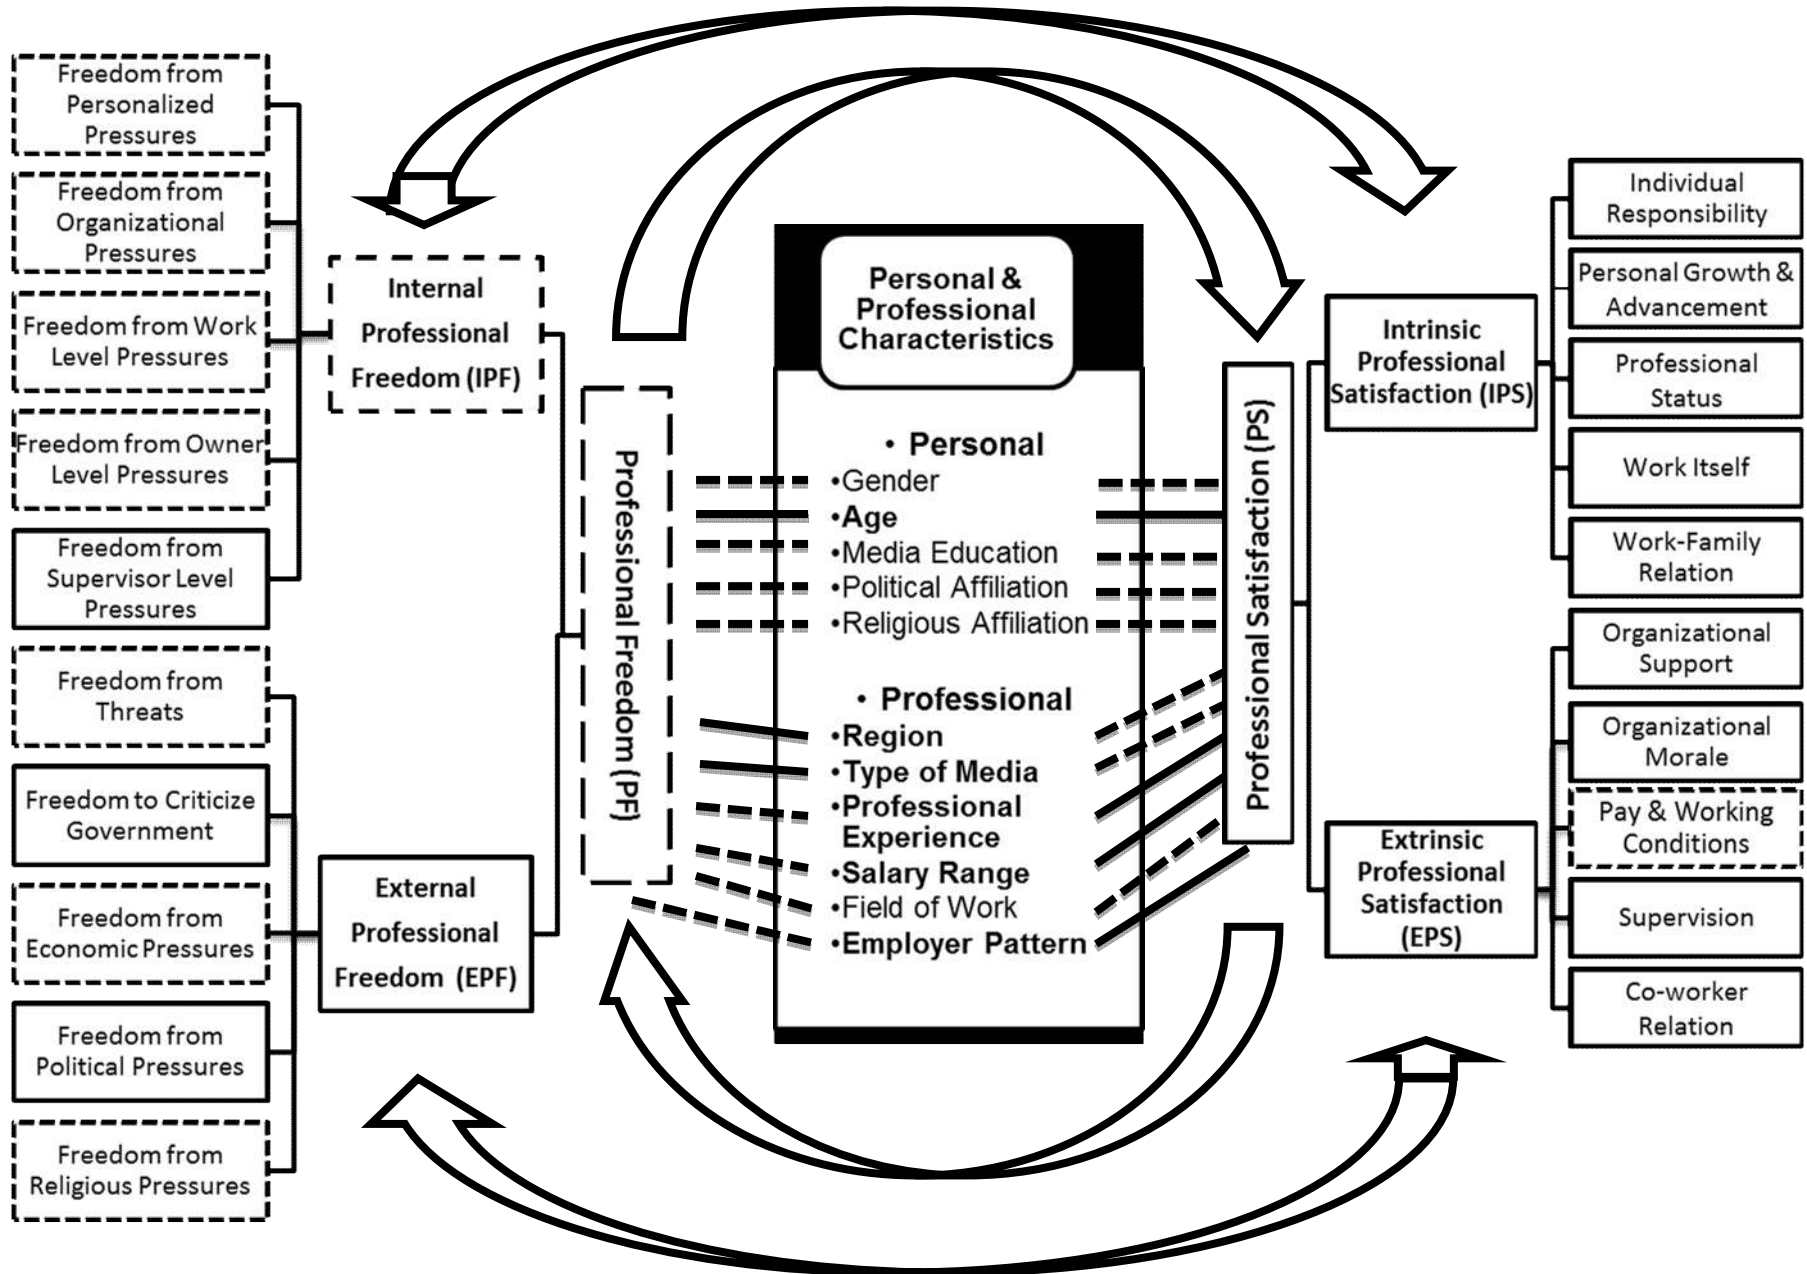 Freedom from
Personalized
Pressures
Freedom from
Organizational
Pressures
Freedom from Work
Level Pressures
Freedom from Owner
Level Pressures
Freedom from
Supervisor Level
Pressures
Freedom from
Threats
Freedom to Criticize
Government
Freedom from
Economic Pressures
Freedom from
Political Pressures
Freedom from
Religious Pressures
Internal
Professional
Freedom (IPF)
External
Professional
Freedom (EPF)
Professional Freedom (PF)
Personal &
Professional
Characteristics
• Personal
•Gender
•Age
•Media Education
•Political Affiliation
•Religious Affiliation
• Professional
•Region
•Type of Media
•Professional
Experience
•Salary Range
•Field of Work
•Employer Pattern
Professional Satisfaction (PS)
Intrinsic
Professional
Satisfaction (IPS)
Extrinsic
Professional
Satisfaction
(EPS)
Individual
Responsibility
Personal Growth &
Advancement
Professional
Status
Work Itself
Work-Family
Relation
Organizational
Support
Organizational
Morale
Pay & Working
Conditions
Supervision
Co-worker
Relation